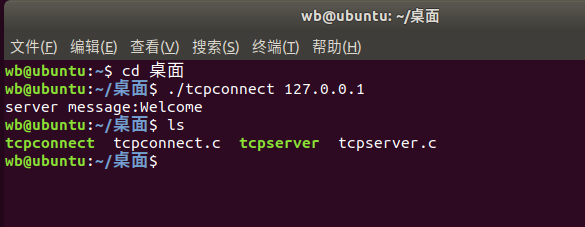 wb@ubuntu: ~/桌面
文件(F) 编辑(E) 查看(V) 搜索(S) 终端(T) 帮助(H)
wb@ubuntu:~$ cd 桌面
wb@ubuntu:~/桌面$ ./tcpconnect 127.0.0.1
server message:Welcome
wb@ubuntu:~/桌面$ ls
tcpconnect  tcpconnect.c  tcpserver  tcpserver.c
wb@ubuntu:~/桌面$